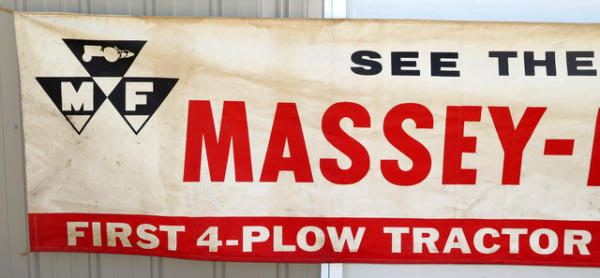 SEE THE
M F
MASSEY-
FIRST 4-PLOW TRACTOR